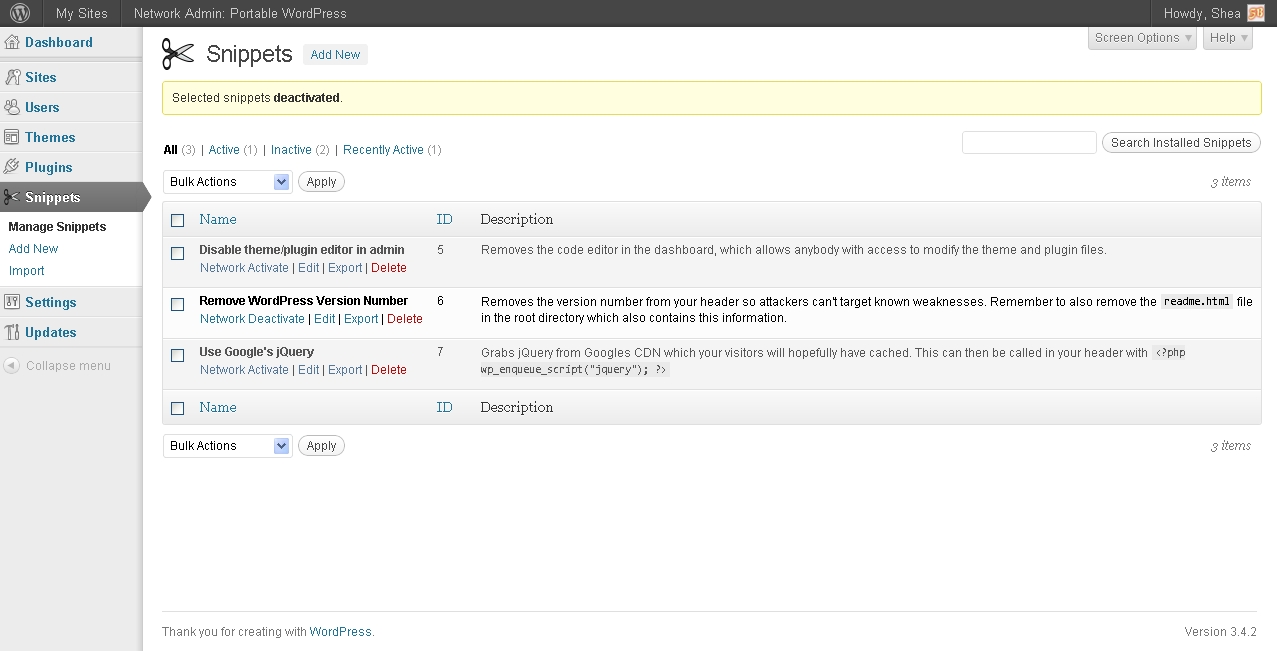 My Sites Network Admin: Portable WordPress Howdy, Shea
Dashboard
Sites
Users
Themes
Plugins
Snippets
Manage Snippets
Add New
Import
Settings
Updates
Collapse menu
Screen Options Help
Snippets Add New
Selected snippets deactivated.
All (3) | Active (1) | Inactive (2) | Recently Active (1)
Search Installed Snippets
Bulk Actions Apply 3 items
Name ID Description
Disable theme/plugin editor in admin 5 Removes the code editor in the dashboard, which allows anybody with access to modify the theme and plugin files.
Network Activate | Edit | Export | Delete
Remove WordPress Version Number 6 Removes the version number from your header so attackers can't target known weaknesses. Remember to also remove the readme.html file
Network Deactivate | Edit | Export | Delete in the root directory which also contains this information.
Use Google's jQuery 7 Grabs jQuery from Googles CDN which your visitors will hopefully have cached. This can then be called in your header with <?php
Network Activate | Edit | Export | Delete wp_enqueue_script("jquery"); ?>
Name ID Description
Bulk Actions Apply 3 items
Thank you for creating with WordPress. Version 3.4.2